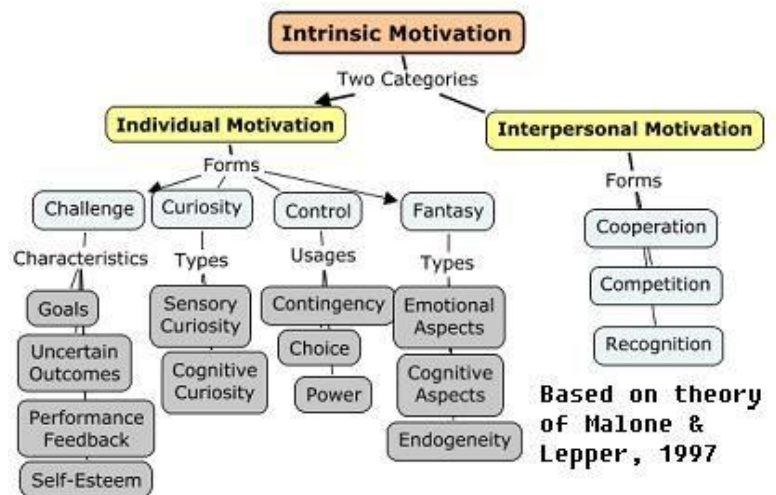 Intrinsic Motivation
Two Categories
Individual Motivation
Interpersonal Motivation
Forms
Forms
Challenge
Curiosity
Control
Fantasy
Cooperation
Characteristics
Types
Usages
Types
Competition
Goals
Sensory
Curiosity
Contingency
Emotional
Aspects
Uncertain
Outcomes
Choice
Recognition
Cognitive
Curiosity
Power
Cognitive
Aspects
Performance
Feedback
Endogeneity
Self-Esteem
Based on theory
of Malone &
Lepper, 1997